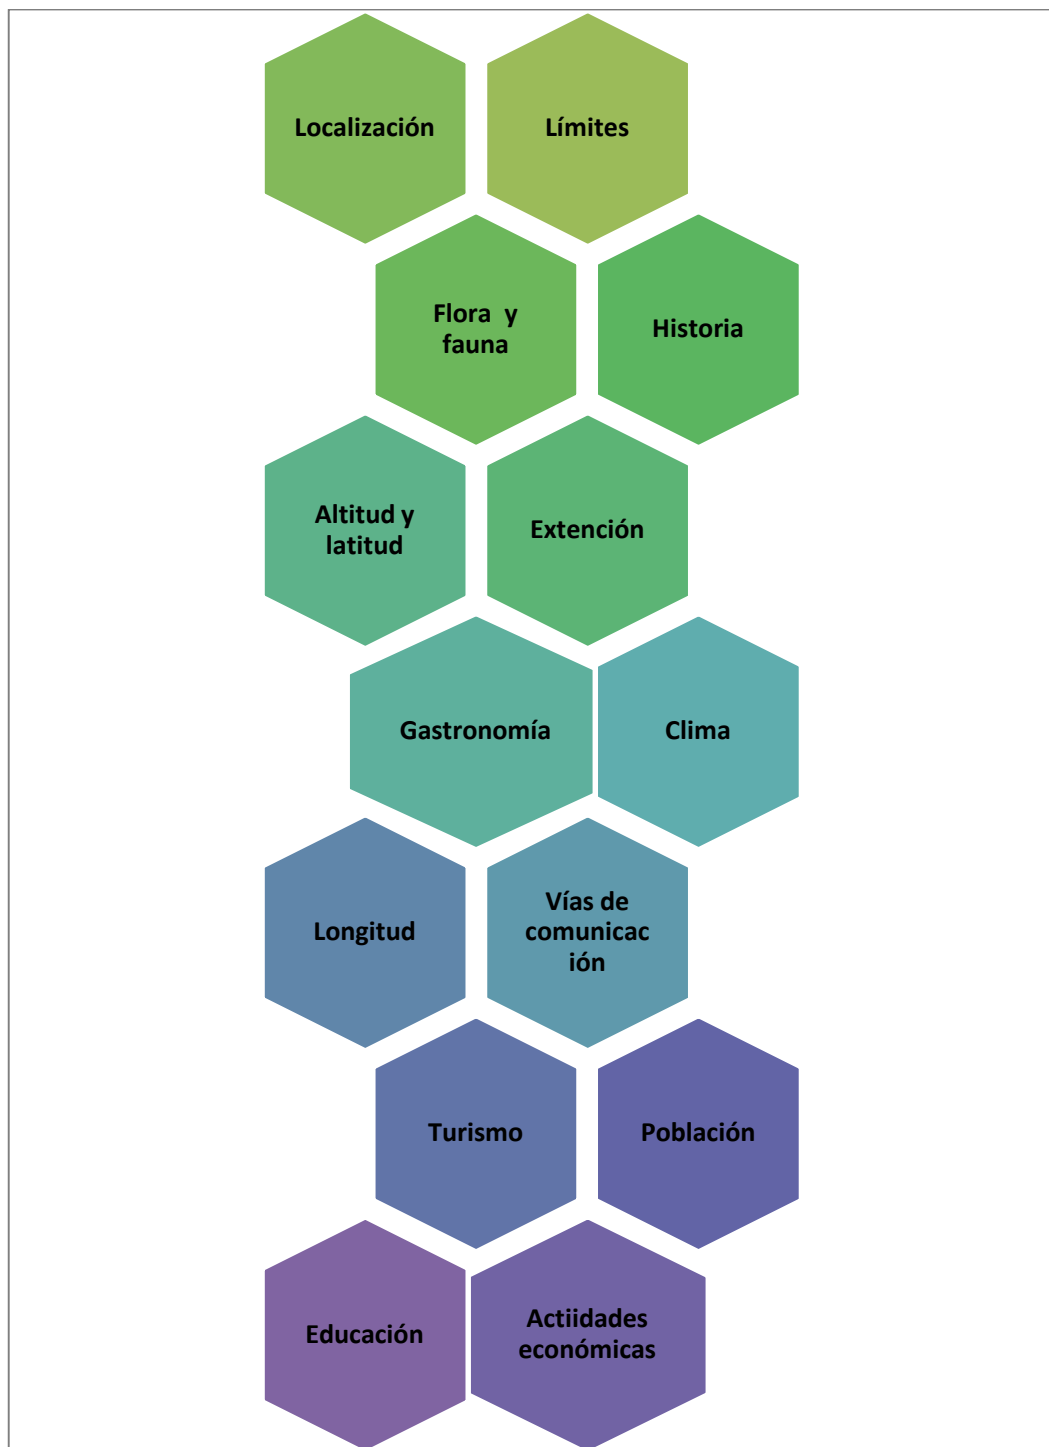 Localización
Límites
Flora y
fauna
Historia
Altitud y
latitud
Extención
Gastronomía
Clima
Longitud
Vías de
comunicac
ión
Turismo
Población
Educación
Actiidades
económicas